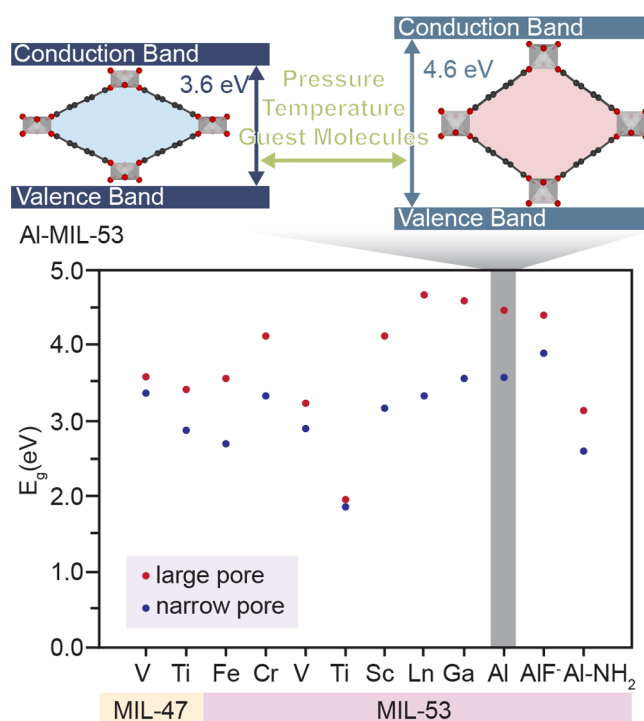 Conduction Band
3.6 eV
Valence Band
Pressure
Temperature
Guest Molecules
Conduction Band
4.6 eV
Valence Band
Al-MIL-53
5.0
4.0
3.0
2.0
1.0
0.0
E_g(eV)
large pore
narrow pore
V Ti Fe Cr V Ti Sc Ln Ga Al AlF⁻ Al-NH₂
MIL-47 MIL-53